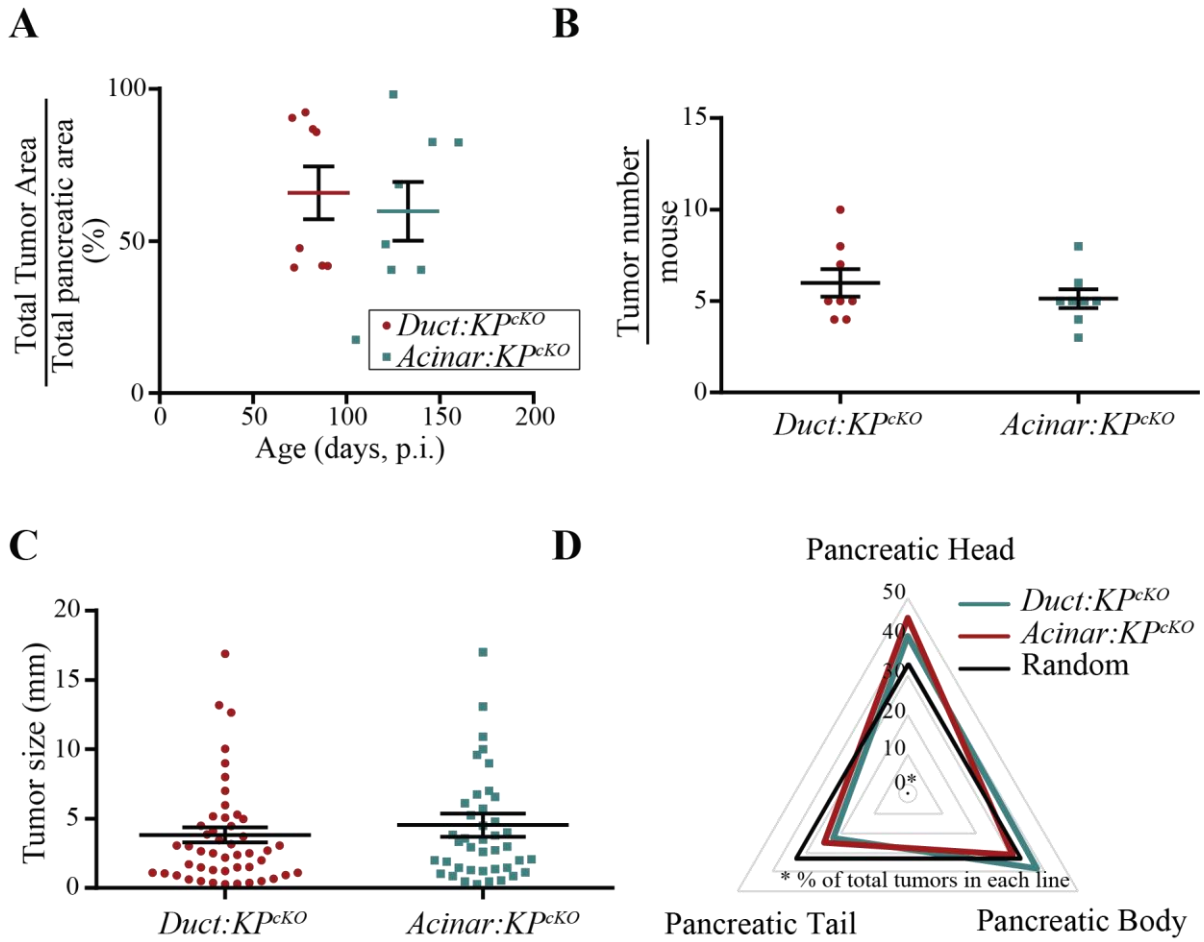 A
Total Tumor Area
Total pancreatic area
(%)
100
50
0
0
50
100
150
200
Age (days, p.i.)
Duct:KPcKO
Acinar:KPcKO
B
Tumor number
mouse
15
10
5
0
Duct:KPcKO
Acinar:KPcKO
C
Tumor size (mm)
20
15
10
5
0
Duct:KPcKO
Acinar:KPcKO
D
Pancreatic Head
50
40
30
20
10
0*
Duct:KPcKO
Acinar:KPcKO
Random
* % of total tumors in each line
Pancreatic Tail
Pancreatic Body